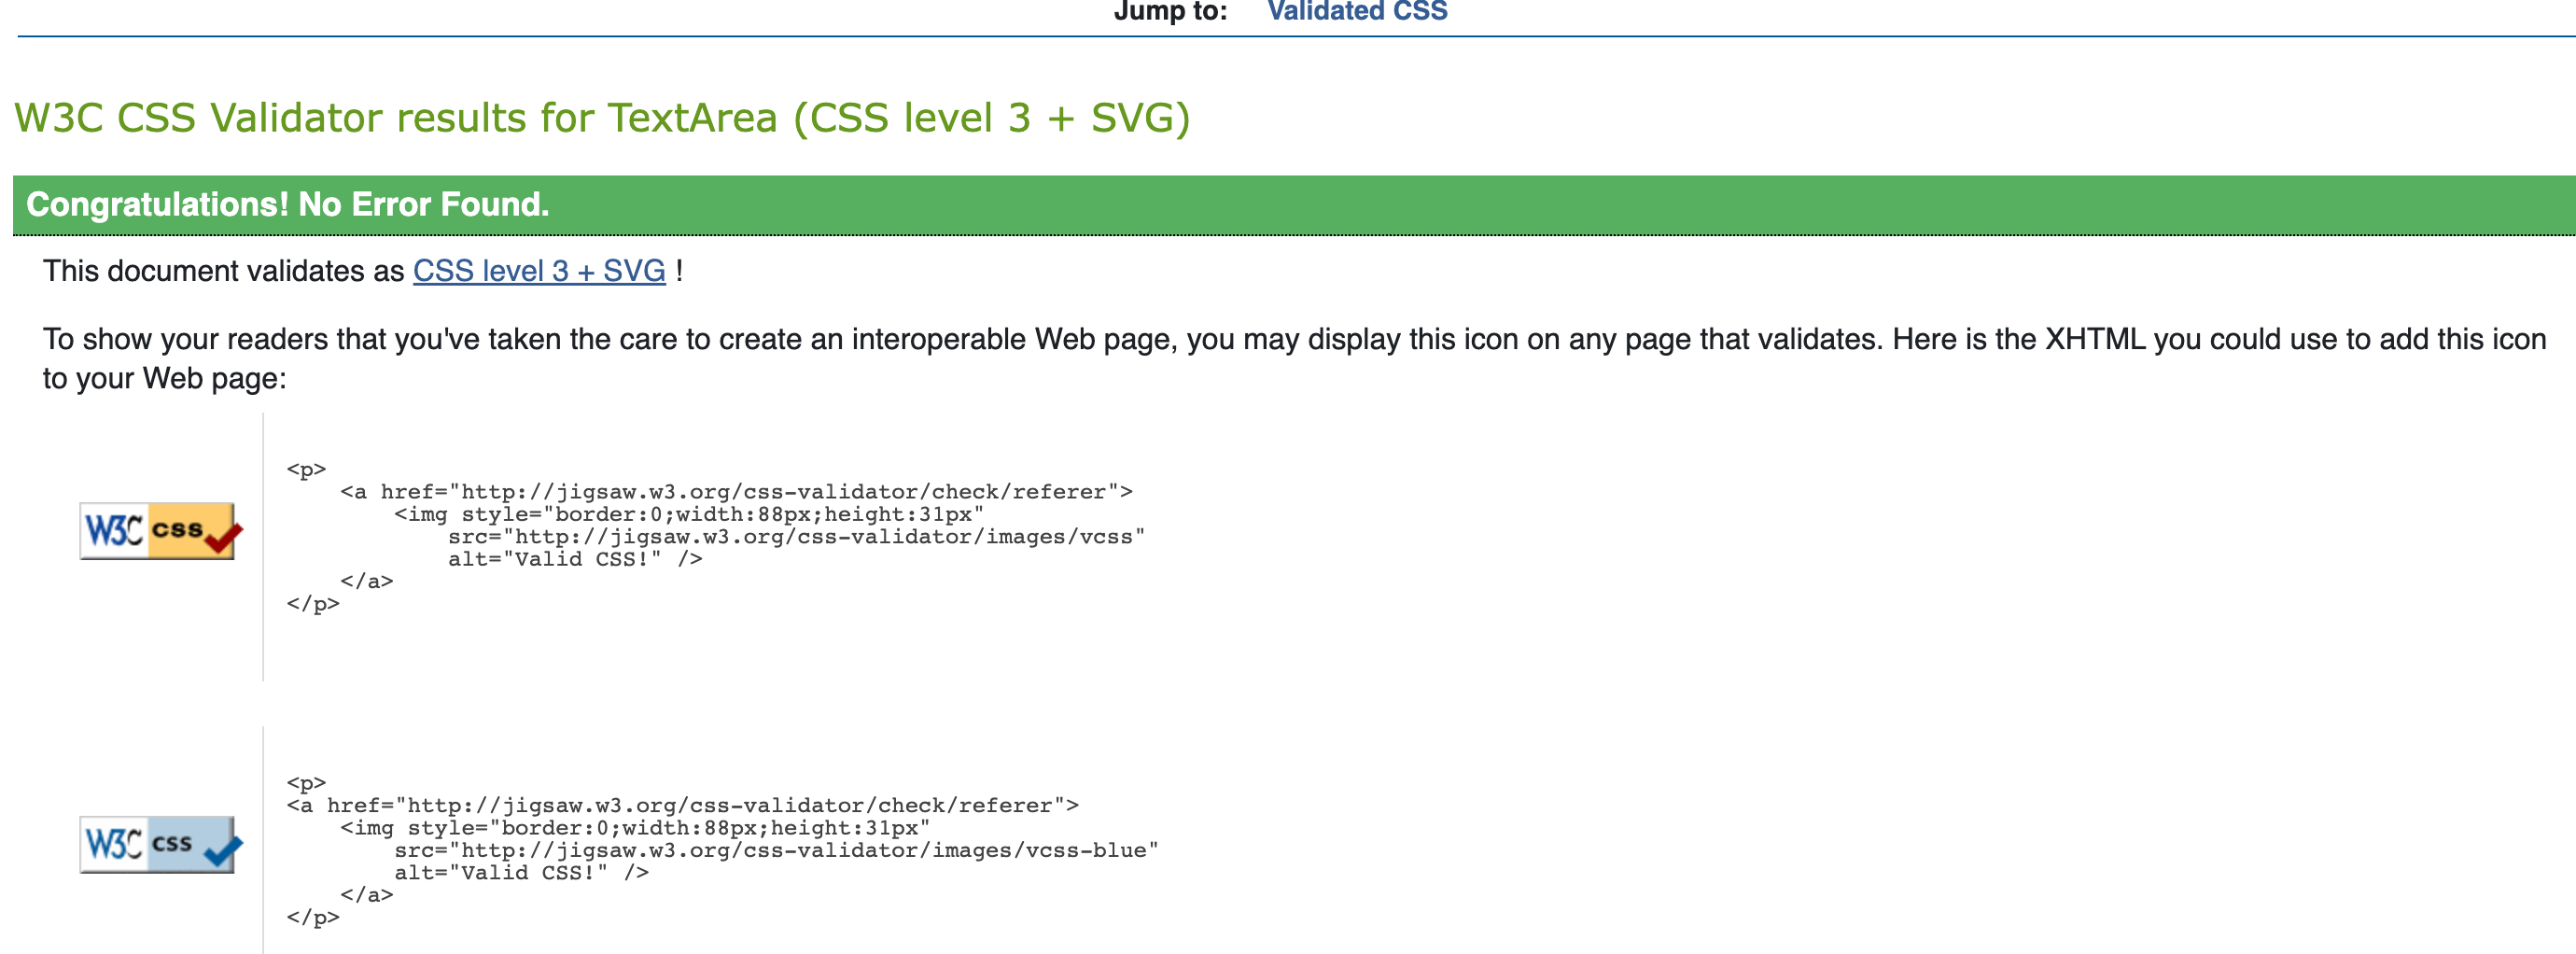 Jump to: Validated CSS
W3C CSS Validator results for TextArea (CSS level 3 + SVG)
Congratulations! No Error Found.
This document validates as CSS level 3 + SVG !
To show your readers that you've taken the care to create an interoperable Web page, you may display this icon on any page that validates. Here is the XHTML you could use to add this icon
to your Web page:
<p>
<a href="http://jigsaw.w3.org/css-validator/check/referer">
<img style="border:0;width:88px;height:31px"
W3C css
src="http://jigsaw.w3.org/css-validator/images/vcss"
alt="Valid CSS!" />
</a>
</p>
<p>
<a href="http://jigsaw.w3.org/css-validator/check/referer">
<img style="border:0;width:88px;height:31px"
W3C css
src="http://jigsaw.w3.org/css-validator/images/vcss-blue"
alt="Valid CSS!" />
</a>
</p>